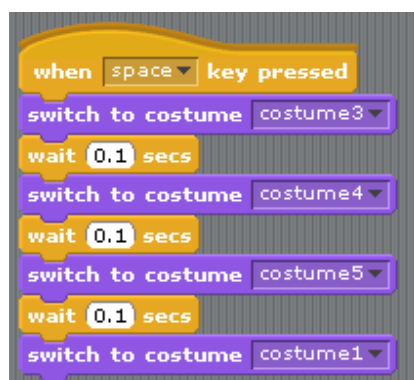 when space key pressed
switch to costume costume3
wait 0.1 secs
switch to costume costume4
wait 0.1 secs
switch to costume costume5
wait 0.1 secs
switch to costume costume1